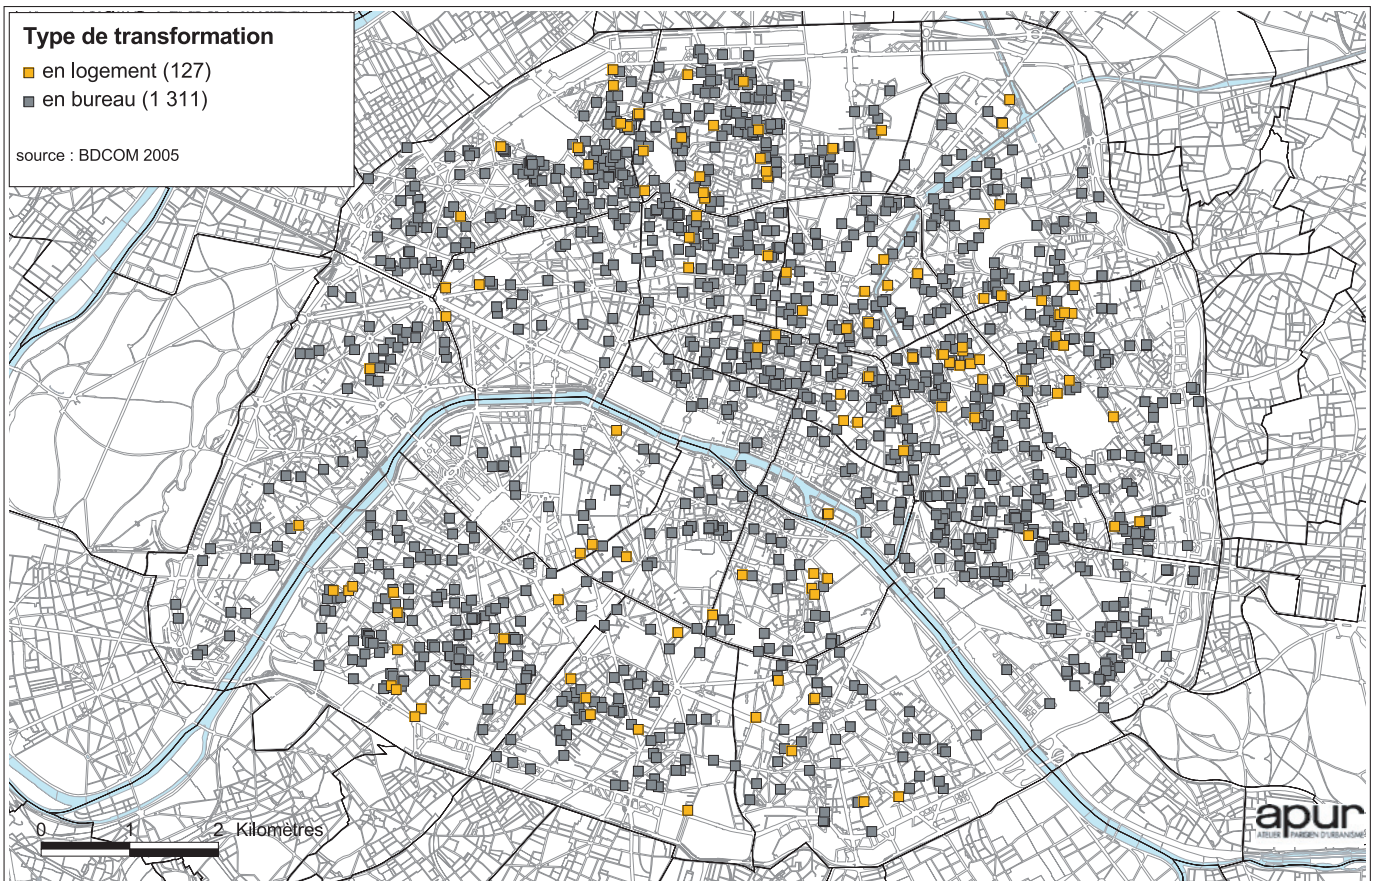 Type de transformation
en logement (127)
en bureau (1 311)
source : BDCOM 2005
0 1 2 Kilomètres
apur
ATELIER PARISIEN D'URBANISME